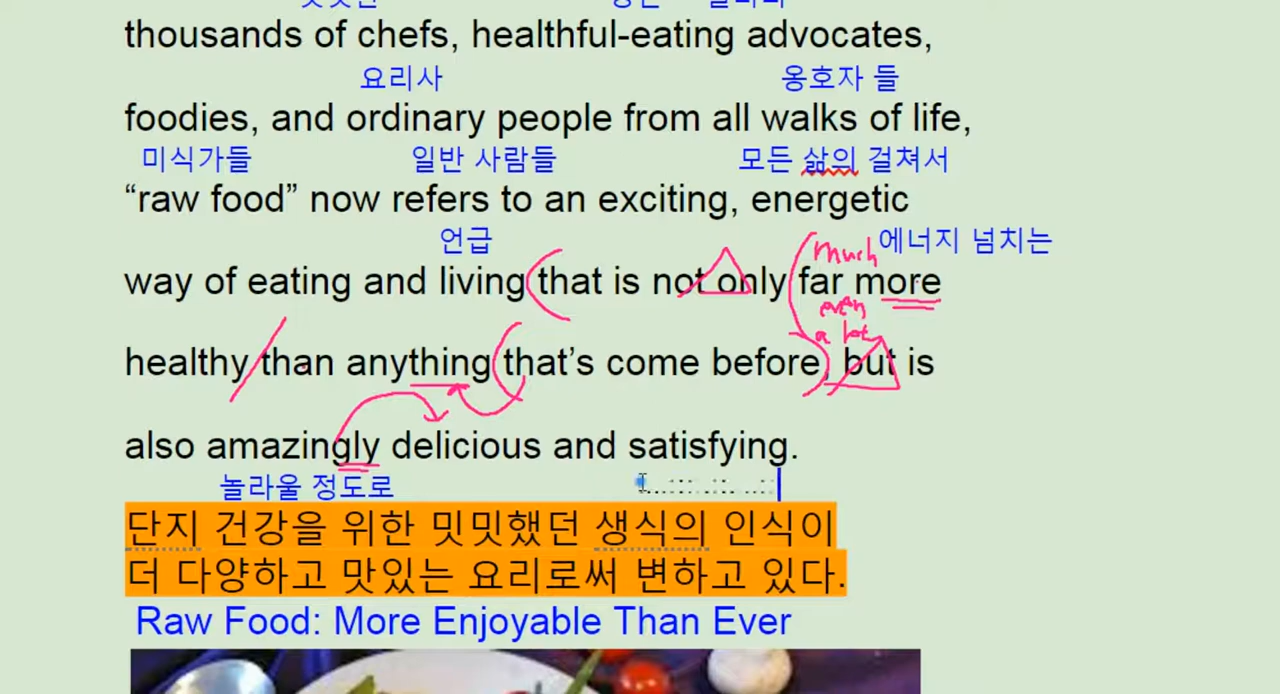 thousands of chefs, healthful-eating advocates,
요리사 옹호자 들
foodies, and ordinary people from all walks of life,
미식가들 일반 사람들 모든 삶의 걸쳐서
“raw food” now refers to an exciting, energetic
언급 에너지 넘치는
much
way of eating and living that is not only far more
even
a lot
healthy than anything that’s come before, but is
also amazingly delicious and satisfying.
놀라울 정도로
단지 건강을 위한 밋밋했던 생식의 인식이
더 다양하고 맛있는 요리로써 변하고 있다.
Raw Food: More Enjoyable Than Ever